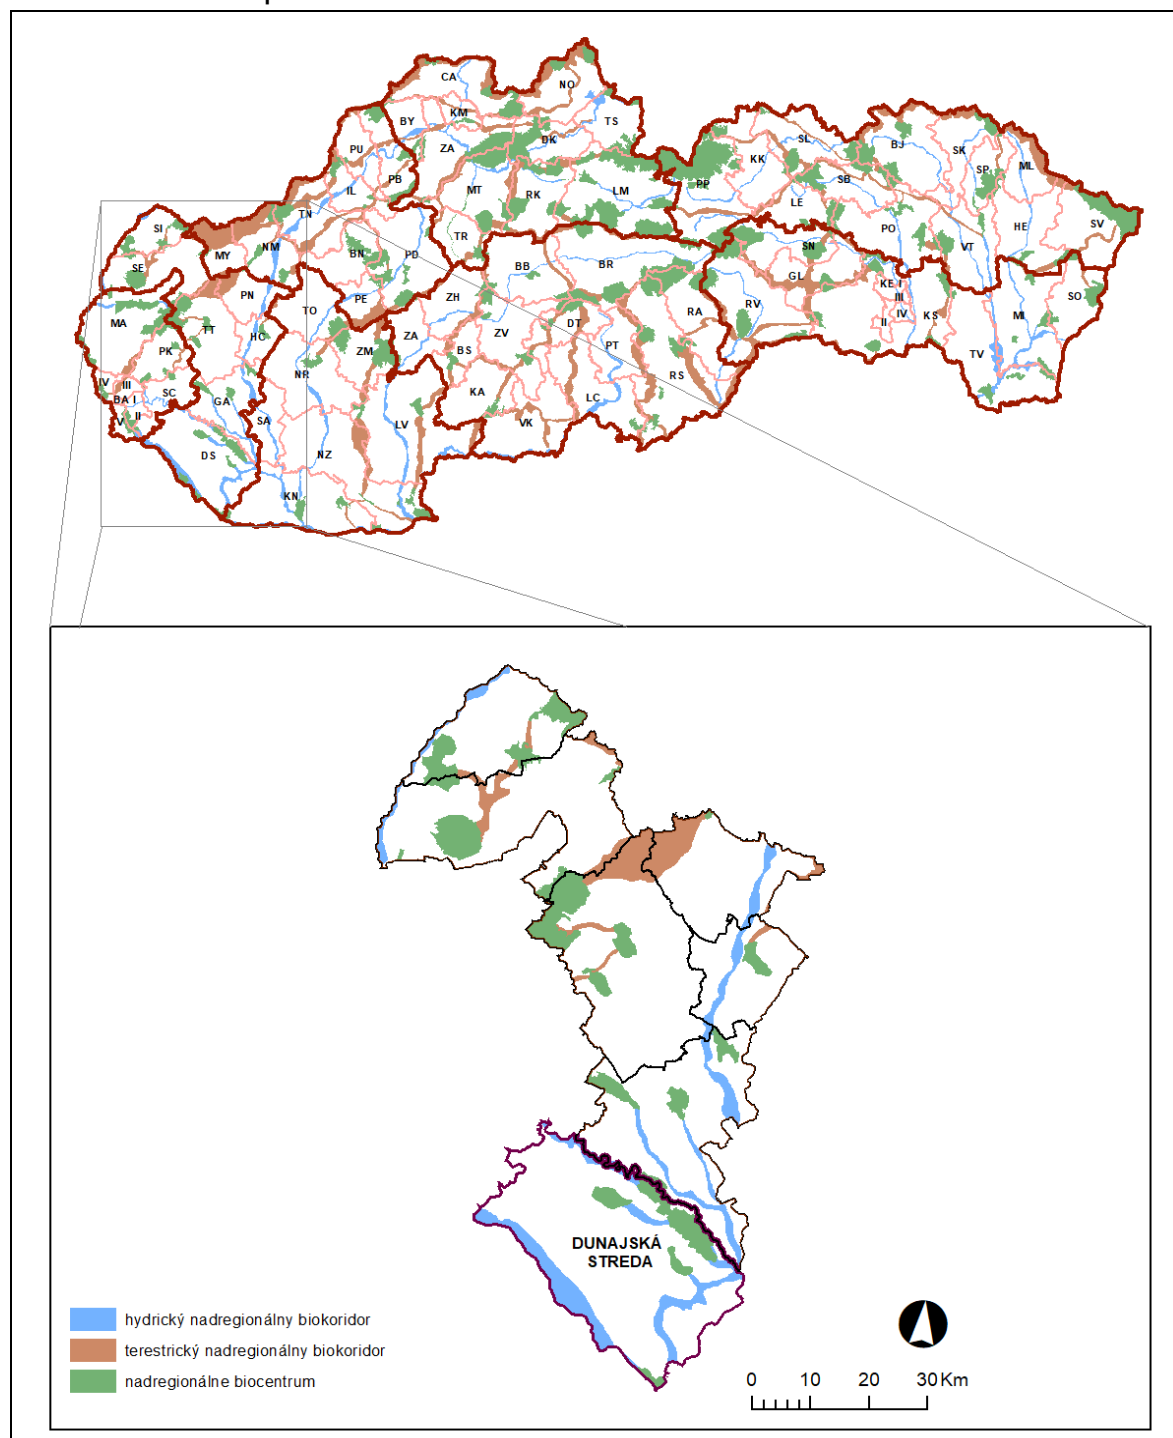 CA
NO
BY
KM
TS
ZA
DK
PU
PB
IL
MT
RK
LM
TR
TN
SI
SE
MY
NM
BN
PD
PE
PN
TO
MA
TT
HC
PK
ZM
NR
IV
III
BA I
II
V
SC
GA
SA
DS
KN
NZ
LV
ZH
ZA
BB
BR
ZV
BS
KA
DT
PT
LC
VK
RA
RS
RV
PP
KK
SL
SB
LE
BJ
SK
SP
ML
PO
VT
HE
SV
SN
GL
KE I
III
IV
II
KS
MI
SO
TV
DUNAJSKÁ
STREDA
hydrický nadregionálny biokoridor
terestrický nadregionálny biokoridor
nadregionálne biocentrum
0 10 20 30 Km